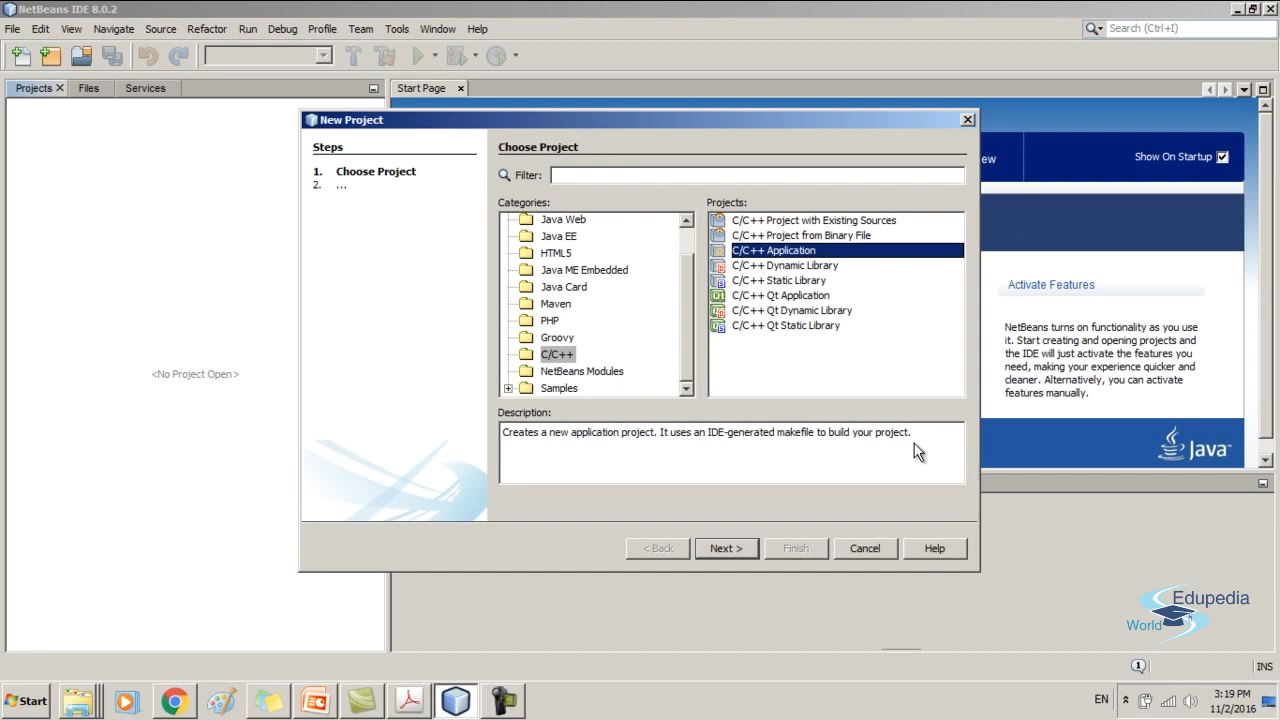 NetBeans IDE 8.0.2
File Edit View Navigate Source Refactor Run Debug Profile Team Tools Window Help
Search (Ctrl+I)
Projects Files Services
Start Page
<No Project Open>
New Project
Steps
1. Choose Project
2. ...
Choose Project
Filter:
Categories:
Java Web
Java EE
HTML5
Java ME Embedded
Java Card
Maven
PHP
Groovy
C/C++
NetBeans Modules
Samples
Projects:
C/C++ Project with Existing Sources
C/C++ Project from Binary File
C/C++ Application
C/C++ Dynamic Library
C/C++ Static Library
C/C++ Qt Application
C/C++ Qt Dynamic Library
C/C++ Qt Static Library
Description:
Creates a new application project. It uses an IDE-generated makefile to build your project.
< Back Next > Finish Cancel Help
ew
Show On Startup
Activate Features
NetBeans turns on functionality as you use
it. Start creating and opening projects and
the IDE will just activate the features you
need, making your experience quicker and
cleaner. Alternatively, you can activate
features manually.
Java
Edupedia
World
1
INS
Start
EN
3:19 PM
11/2/2016